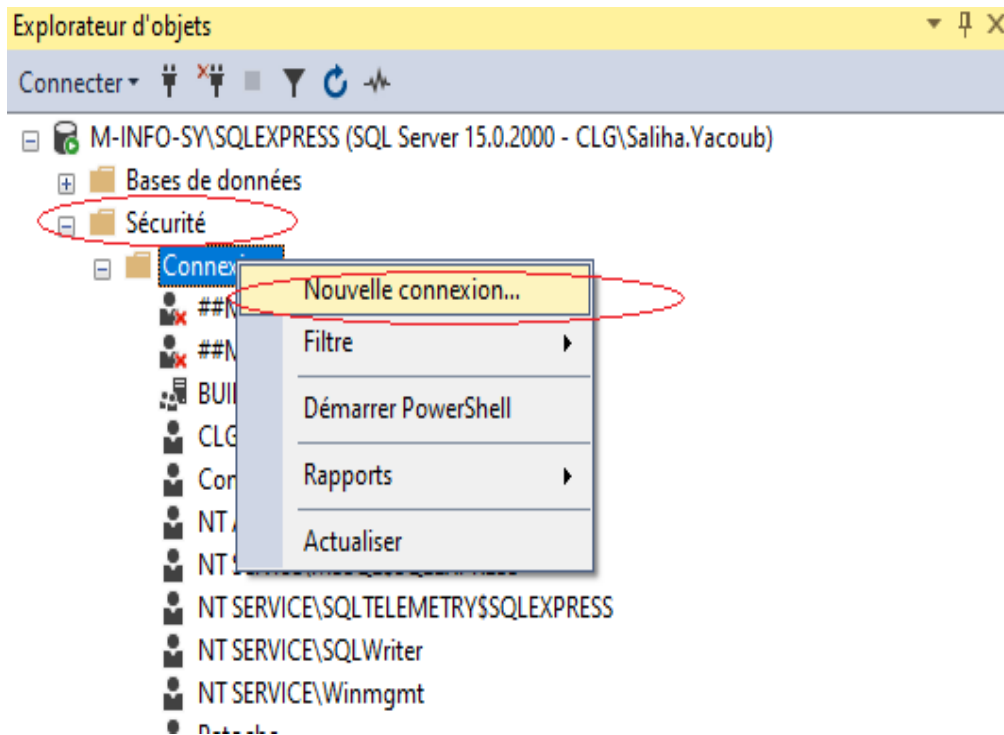 Explorateur d'objets
Connecter
M-INFO-SY\SQLEXPRESS (SQL Server 15.0.2000 - CLG\Saliha.Yacoub)
Bases de données
Sécurité
Nouvelle connexion...
Filtre
Démarrer PowerShell
Rapports
Actualiser
NT SERVICE\SQLTELEMETRY$SQLEXPRESS
NT SERVICE\SQLWriter
NT SERVICE\Winmgmt